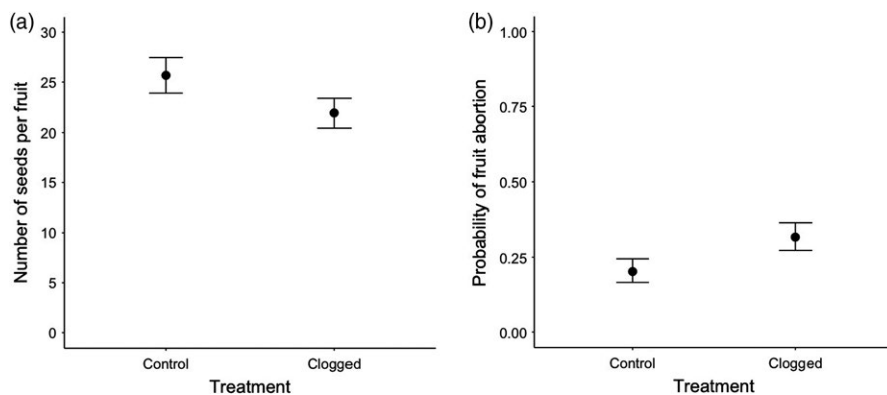 (a)
Number of seeds per fruit
30
25
20
15
10
5
0
Control
Clogged
Treatment
(b)
Probability of fruit abortion
1.00
0.75
0.50
0.25
0.00
Control
Clogged
Treatment